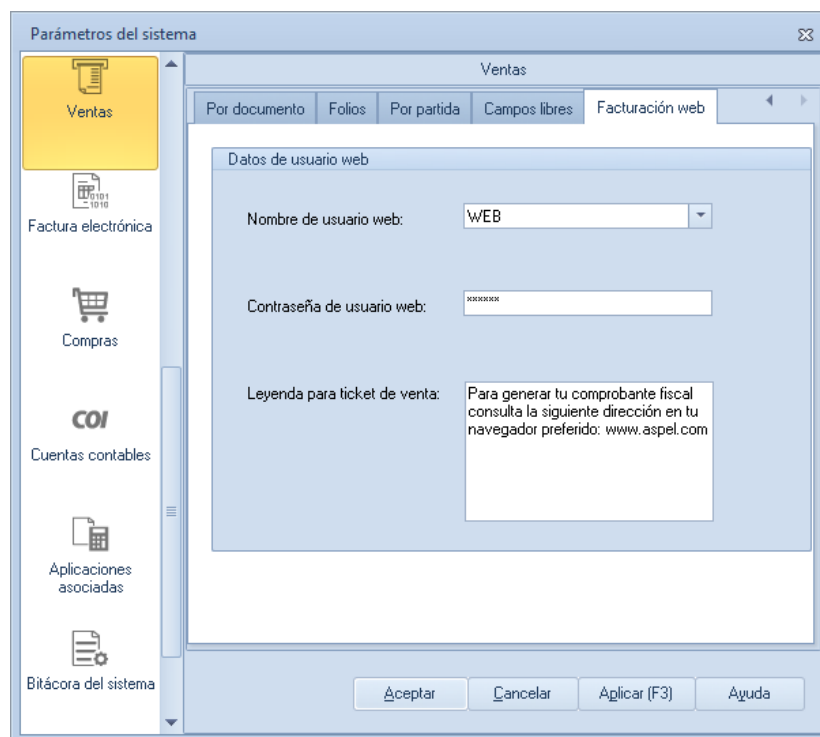 Parámetros del sistema
Ventas
Factura electrónica
0101
1010
Compras
COI
Cuentas contables
Aplicaciones
asociadas
Bitácora del sistema
Ventas
Por documento
Folios
Por partida
Campos libres
Facturación web
Datos de usuario web
Nombre de usuario web:
WEB
Contraseña de usuario web:
××××××
Leyenda para ticket de venta:
Para generar tu comprobante fiscal
consulta la siguiente dirección en tu
navegador preferido: www.aspel.com
Aceptar
Cancelar
Aplicar (F3)
Ayuda